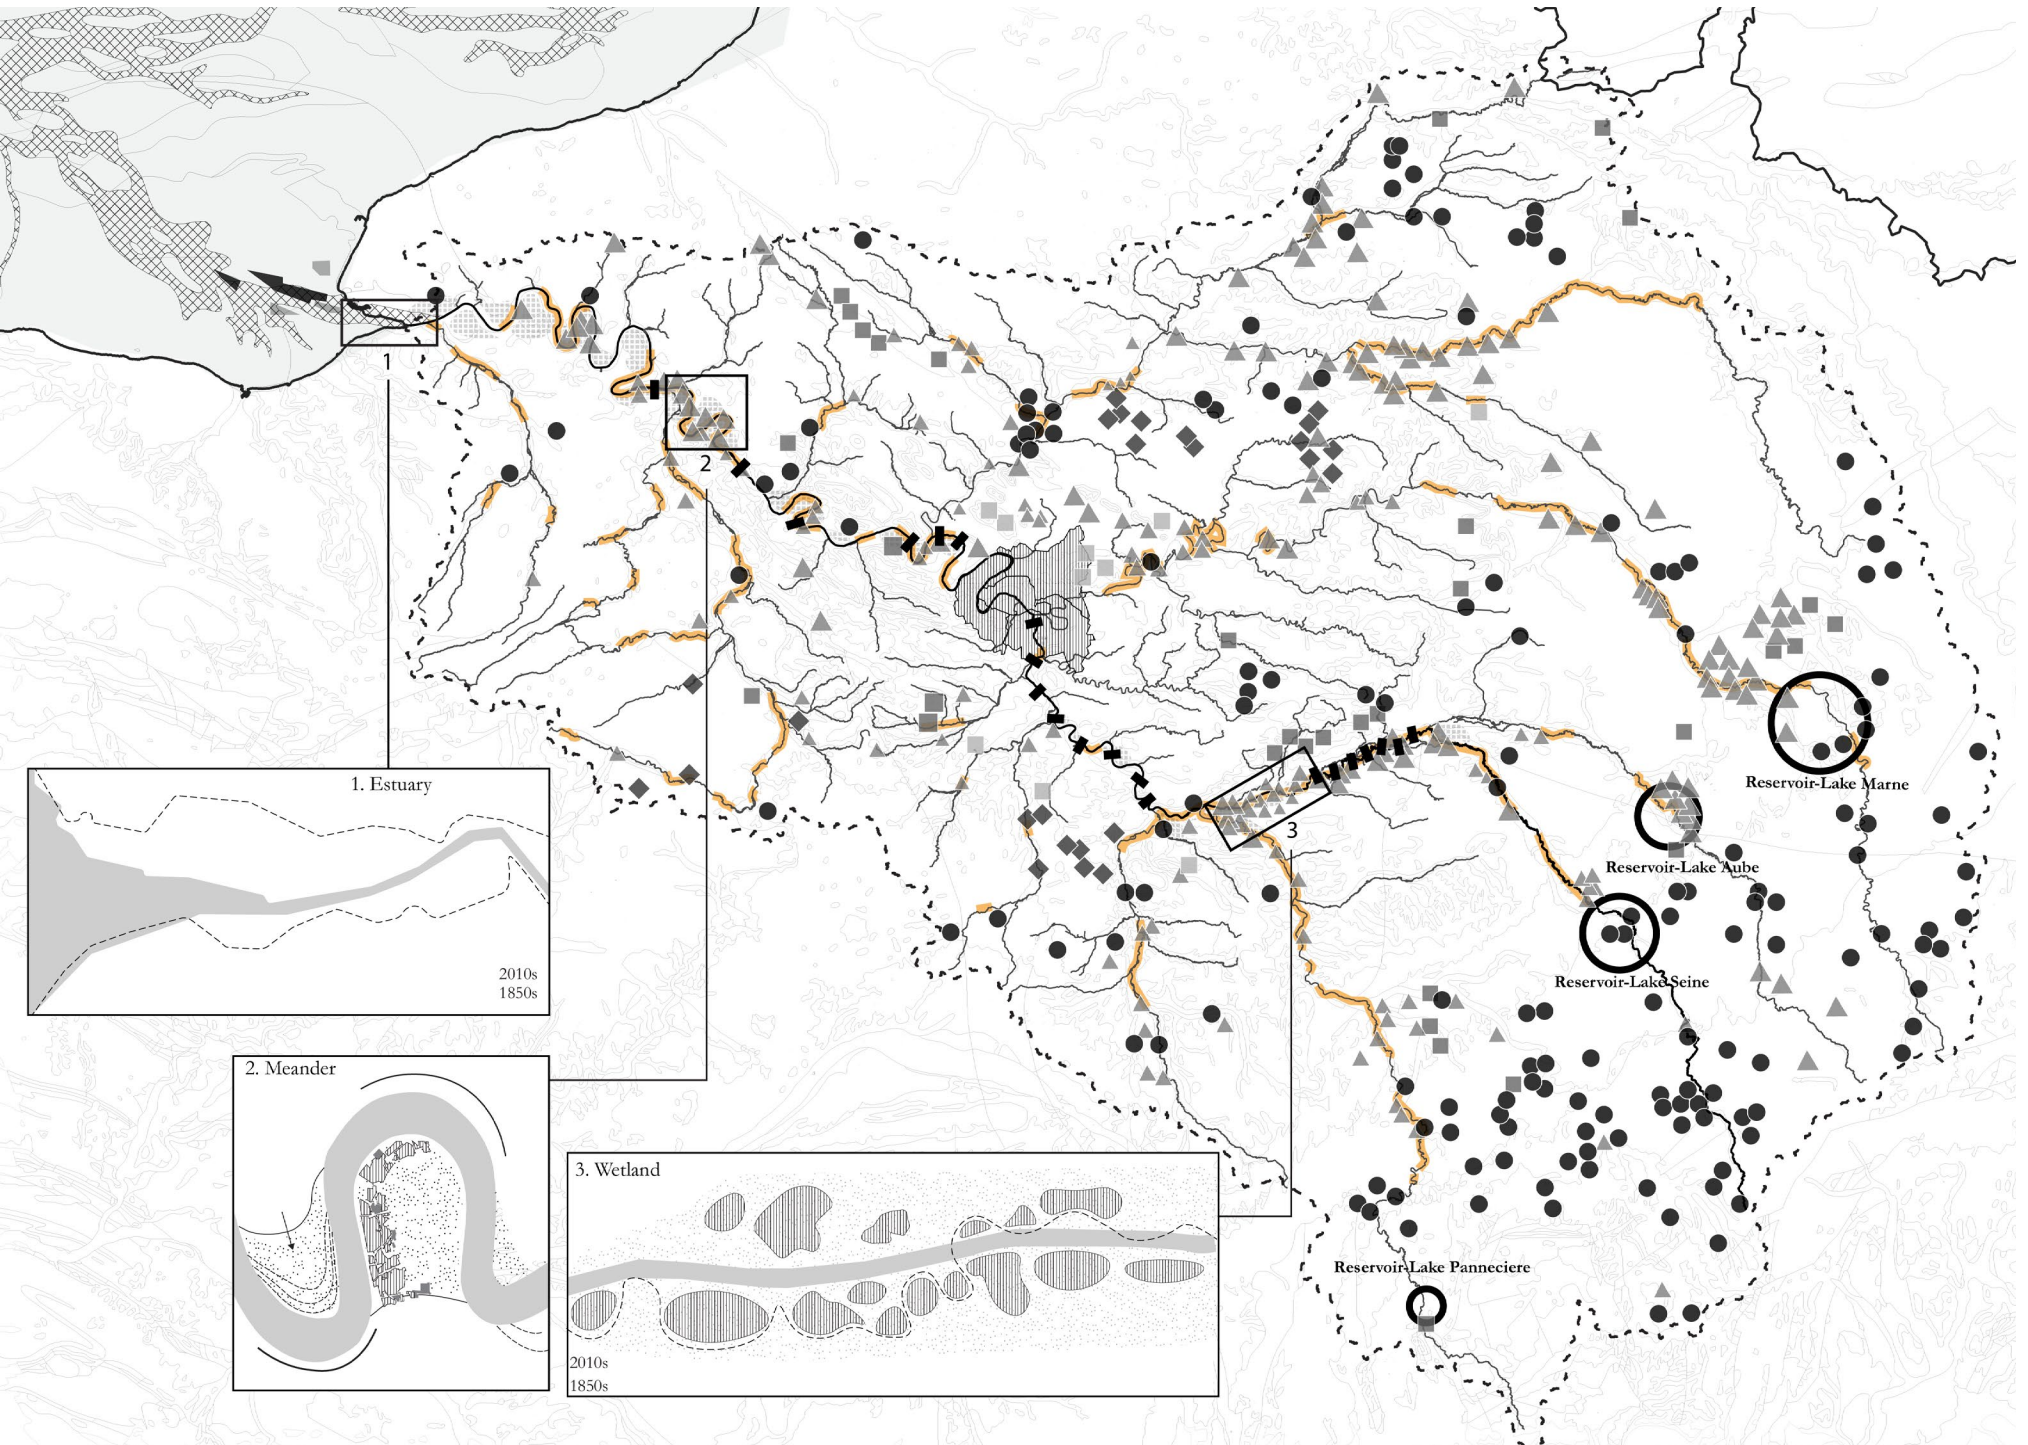 1
2
Reservoir-Lake Marne
1. Estuary
3
Reservoir-Lake Aube
2010s
1850s
Reservoir-Lake Seine
2. Meander
3. Wetland
Reservoir-Lake Panneciere
2010s
1850s